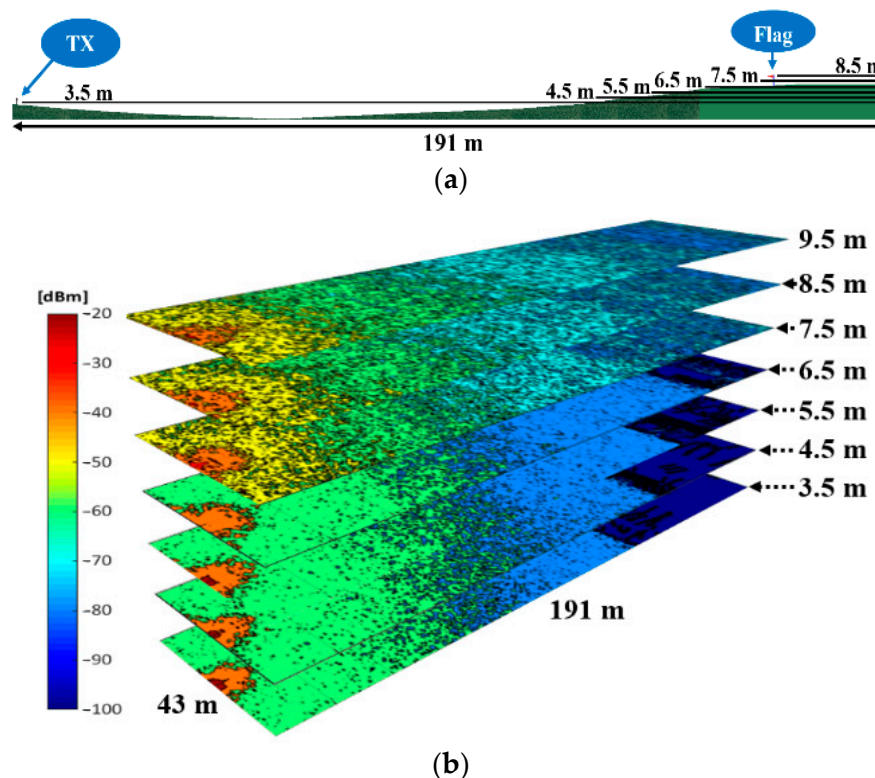 TX
Flag
3.5 m
4.5 m
5.5 m
6.5 m
7.5 m
8.5 m
191 m
(a)
9.5 m
[dBm]
8.5 m
-20
7.5 m
-30
6.5 m
-40
5.5 m
-50
4.5 m
-60
3.5 m
-70
-80
191 m
-90
43 m
-100
(b)